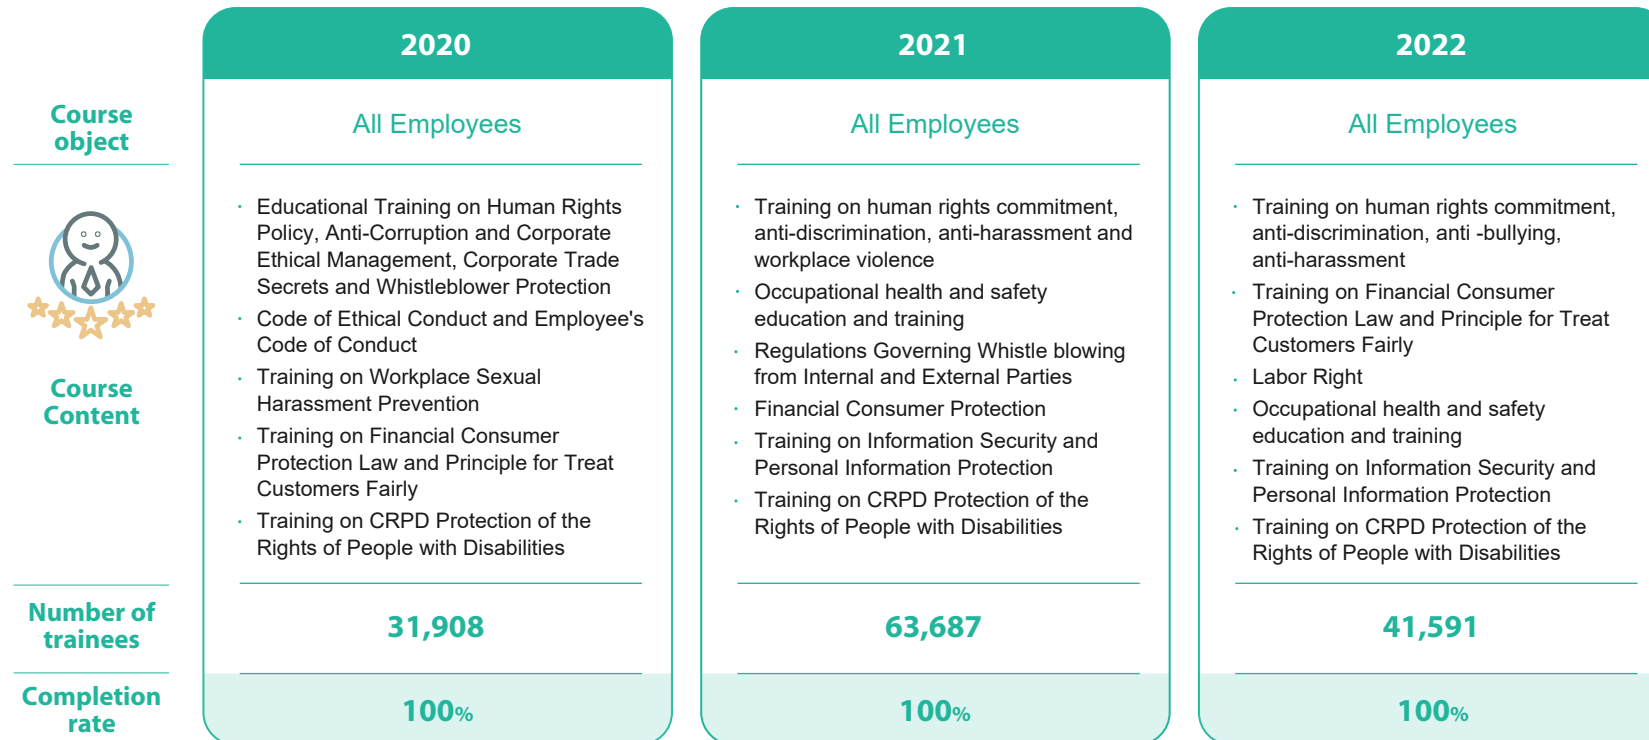 2020
2021
2022
Course
object
All Employees
All Employees
All Employees
Course
Content
· Educational Training on Human Rights
Policy, Anti-Corruption and Corporate
Ethical Management, Corporate Trade
Secrets and Whistleblower Protection
· Code of Ethical Conduct and Employee's
Code of Conduct
· Training on Workplace Sexual
Harassment Prevention
· Training on Financial Consumer
Protection Law and Principle for Treat
Customers Fairly
· Training on CRPD Protection of the
Rights of People with Disabilities
· Training on human rights commitment,
anti-discrimination, anti-harassment and
workplace violence
· Occupational health and safety
education and training
· Regulations Governing Whistle blowing
from Internal and External Parties
· Financial Consumer Protection
· Training on Information Security and
Personal Information Protection
· Training on CRPD Protection of the
Rights of People with Disabilities
· Training on human rights commitment,
anti-discrimination, anti -bullying,
anti-harassment
· Training on Financial Consumer
Protection Law and Principle for Treat
Customers Fairly
· Labor Right
· Occupational health and safety
education and training
· Training on Information Security and
Personal Information Protection
· Training on CRPD Protection of the
Rights of People with Disabilities
Number of
trainees
31,908
63,687
41,591
Completion
rate
100%
100%
100%